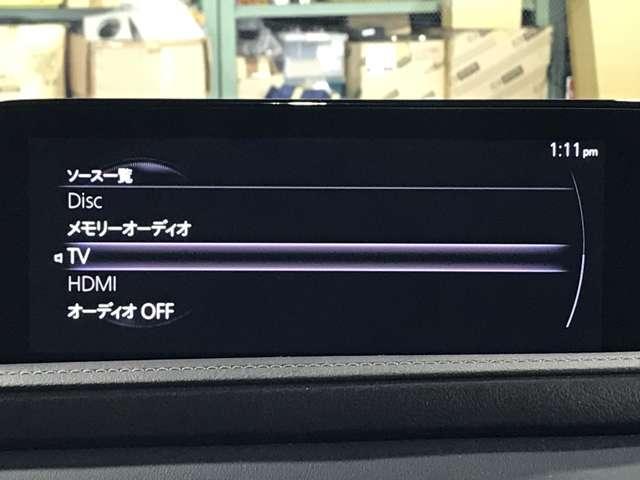 1:11 pm
ソース一覧
Disc
メモリーオーディオ
TV
HDMI
オーディオ OFF